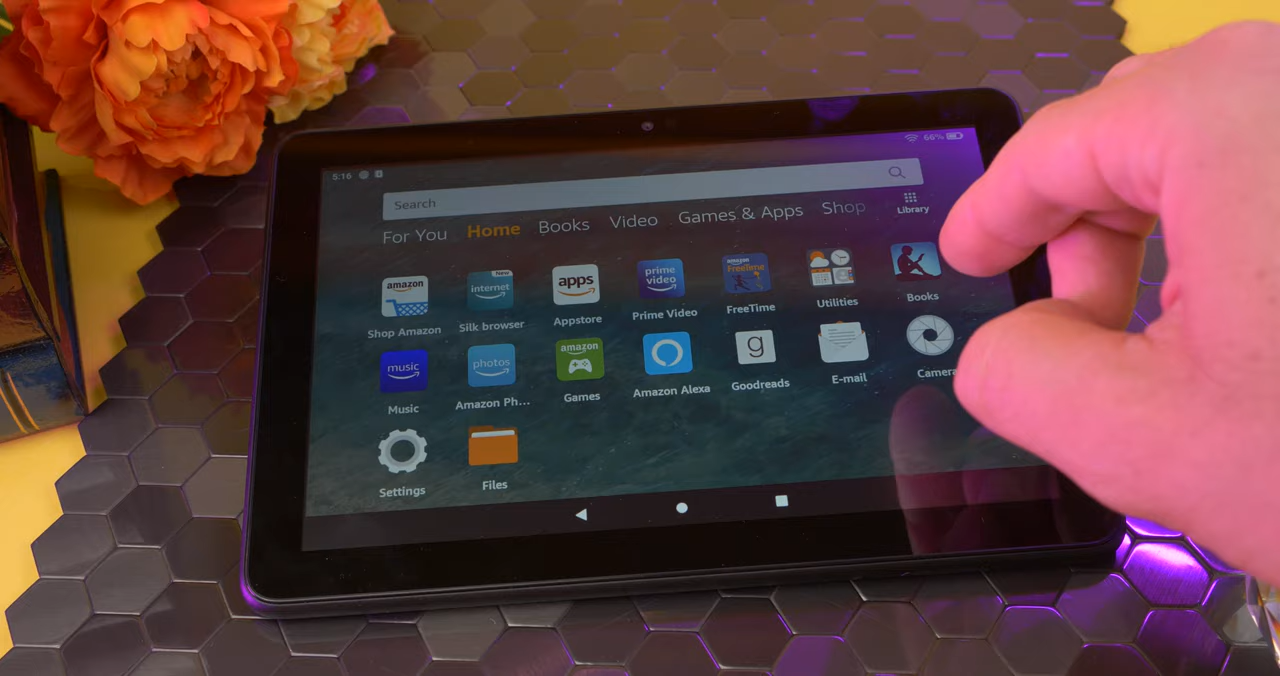 5:16
66%
Search
Library
For You Home Books Video Games & Apps Shop
amazon
New
internet
apps
prime video
amazon
FreeTime
Shop Amazon Silk browser Appstore Prime Video FreeTime Utilities Books
music
photos
amazon
g
Music Amazon Ph... Games Amazon Alexa Goodreads E-mail Camera
Settings Files